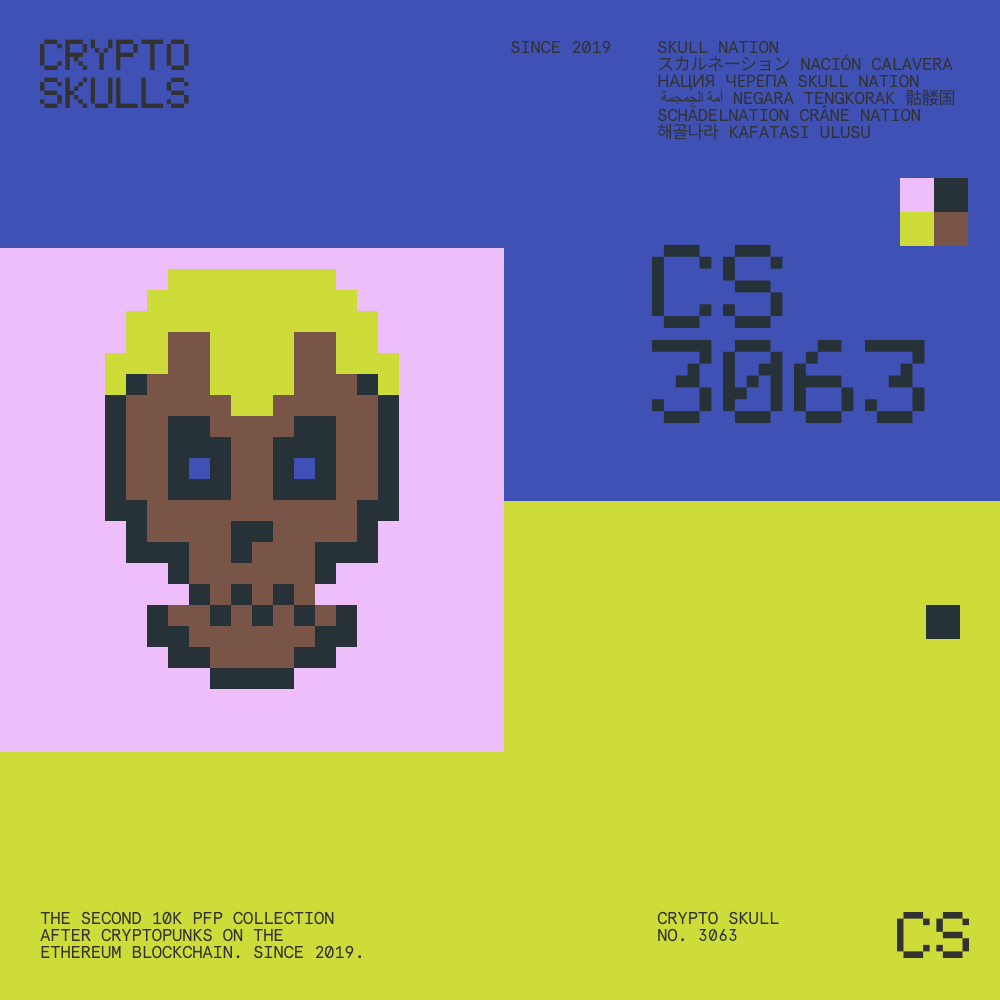 CRYPTO
SKULLS
SINCE 2019
SKULL NATION
スカルネーション NACIÓN CALAVERA
НАЦИЯ ЧЕРЕПА SKULL NATION
أمة الجمجمة NEGARA TENGKORAK 骷髅国
SCHÄDELNATION CRÂNE NATION
해골나라 KAFATASI ULUSU
CS
3063
THE SECOND 10K PFP COLLECTION
AFTER CRYPTOPUNKS ON THE
ETHEREUM BLOCKCHAIN. SINCE 2019.
CRYPTO SKULL
NO. 3063
CS